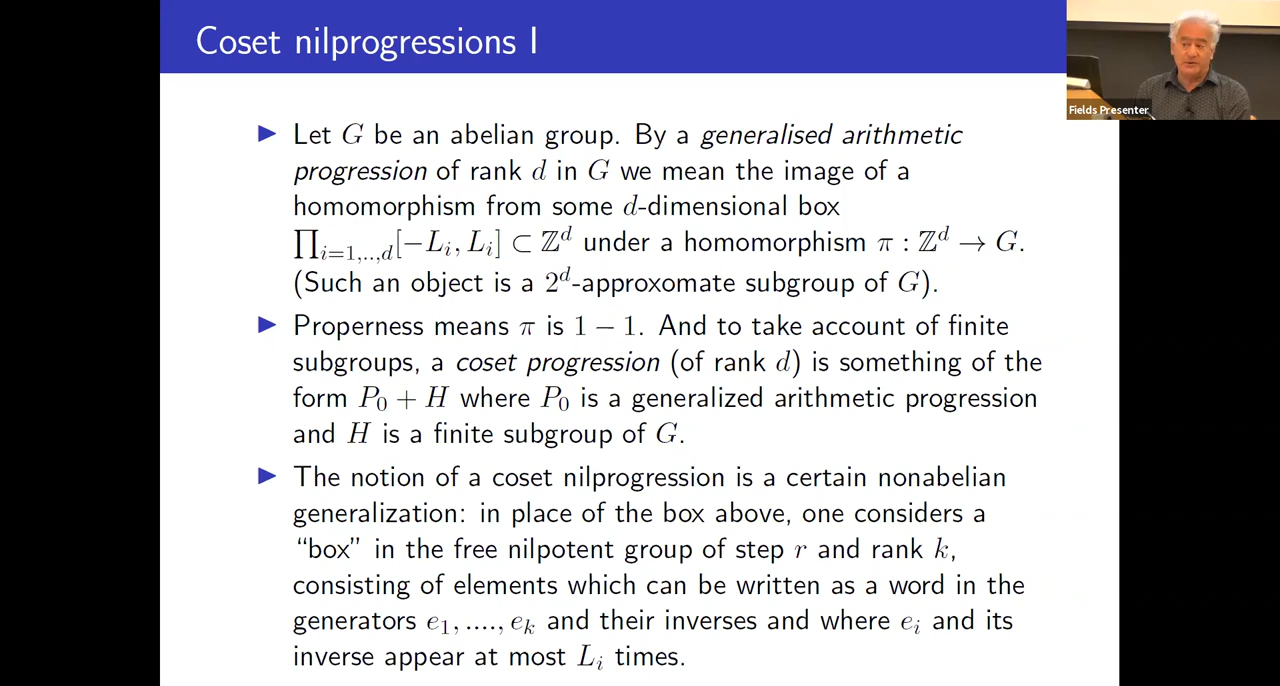 Coset nilprogressions I
Fields Presenter
▶ Let G be an abelian group. By a generalised arithmetic
progression of rank d in G we mean the image of a
homomorphism from some d-dimensional box
∏_{i=1,..,d}[−L_i, L_i] ⊂ ℤ^d under a homomorphism π : ℤ^d → G.
(Such an object is a 2^d-approxomate subgroup of G).
▶ Properness means π is 1 − 1. And to take account of finite
subgroups, a coset progression (of rank d) is something of the
form P_0 + H where P_0 is a generalized arithmetic progression
and H is a finite subgroup of G.
▶ The notion of a coset nilprogression is a certain nonabelian
generalization: in place of the box above, one considers a
“box” in the free nilpotent group of step r and rank k,
consisting of elements which can be written as a word in the
generators e_1, ...., e_k and their inverses and where e_i and its
inverse appear at most L_i times.